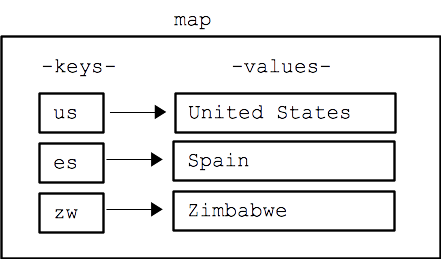 map
-keys- -values-
us United States
es Spain
zw Zimbabwe